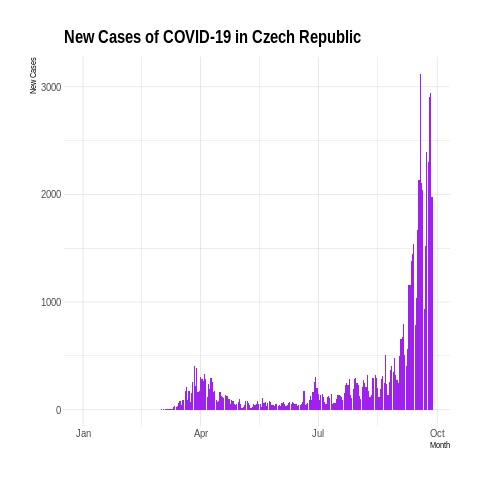 New Cases of COVID-19 in Czech Republic
New Cases
3000
2000
1000
0
Jan Apr Jul Oct
Month